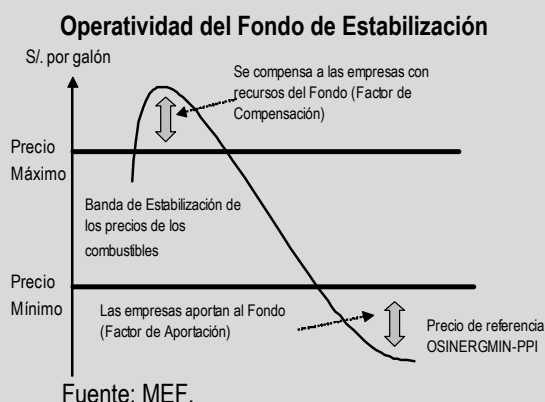 Operatividad del Fondo de Estabilización
S/. por galón
Se compensa a las empresas con
recursos del Fondo (Factor de
Compensación)
Precio
Máximo
Banda de Estabilización de
los precios de los
combustibles
Precio
Mínimo
Las empresas aportan al Fondo
(Factor de Aportación)
Precio de referencia
OSINERGMIN-PPI
Fuente: MEF.